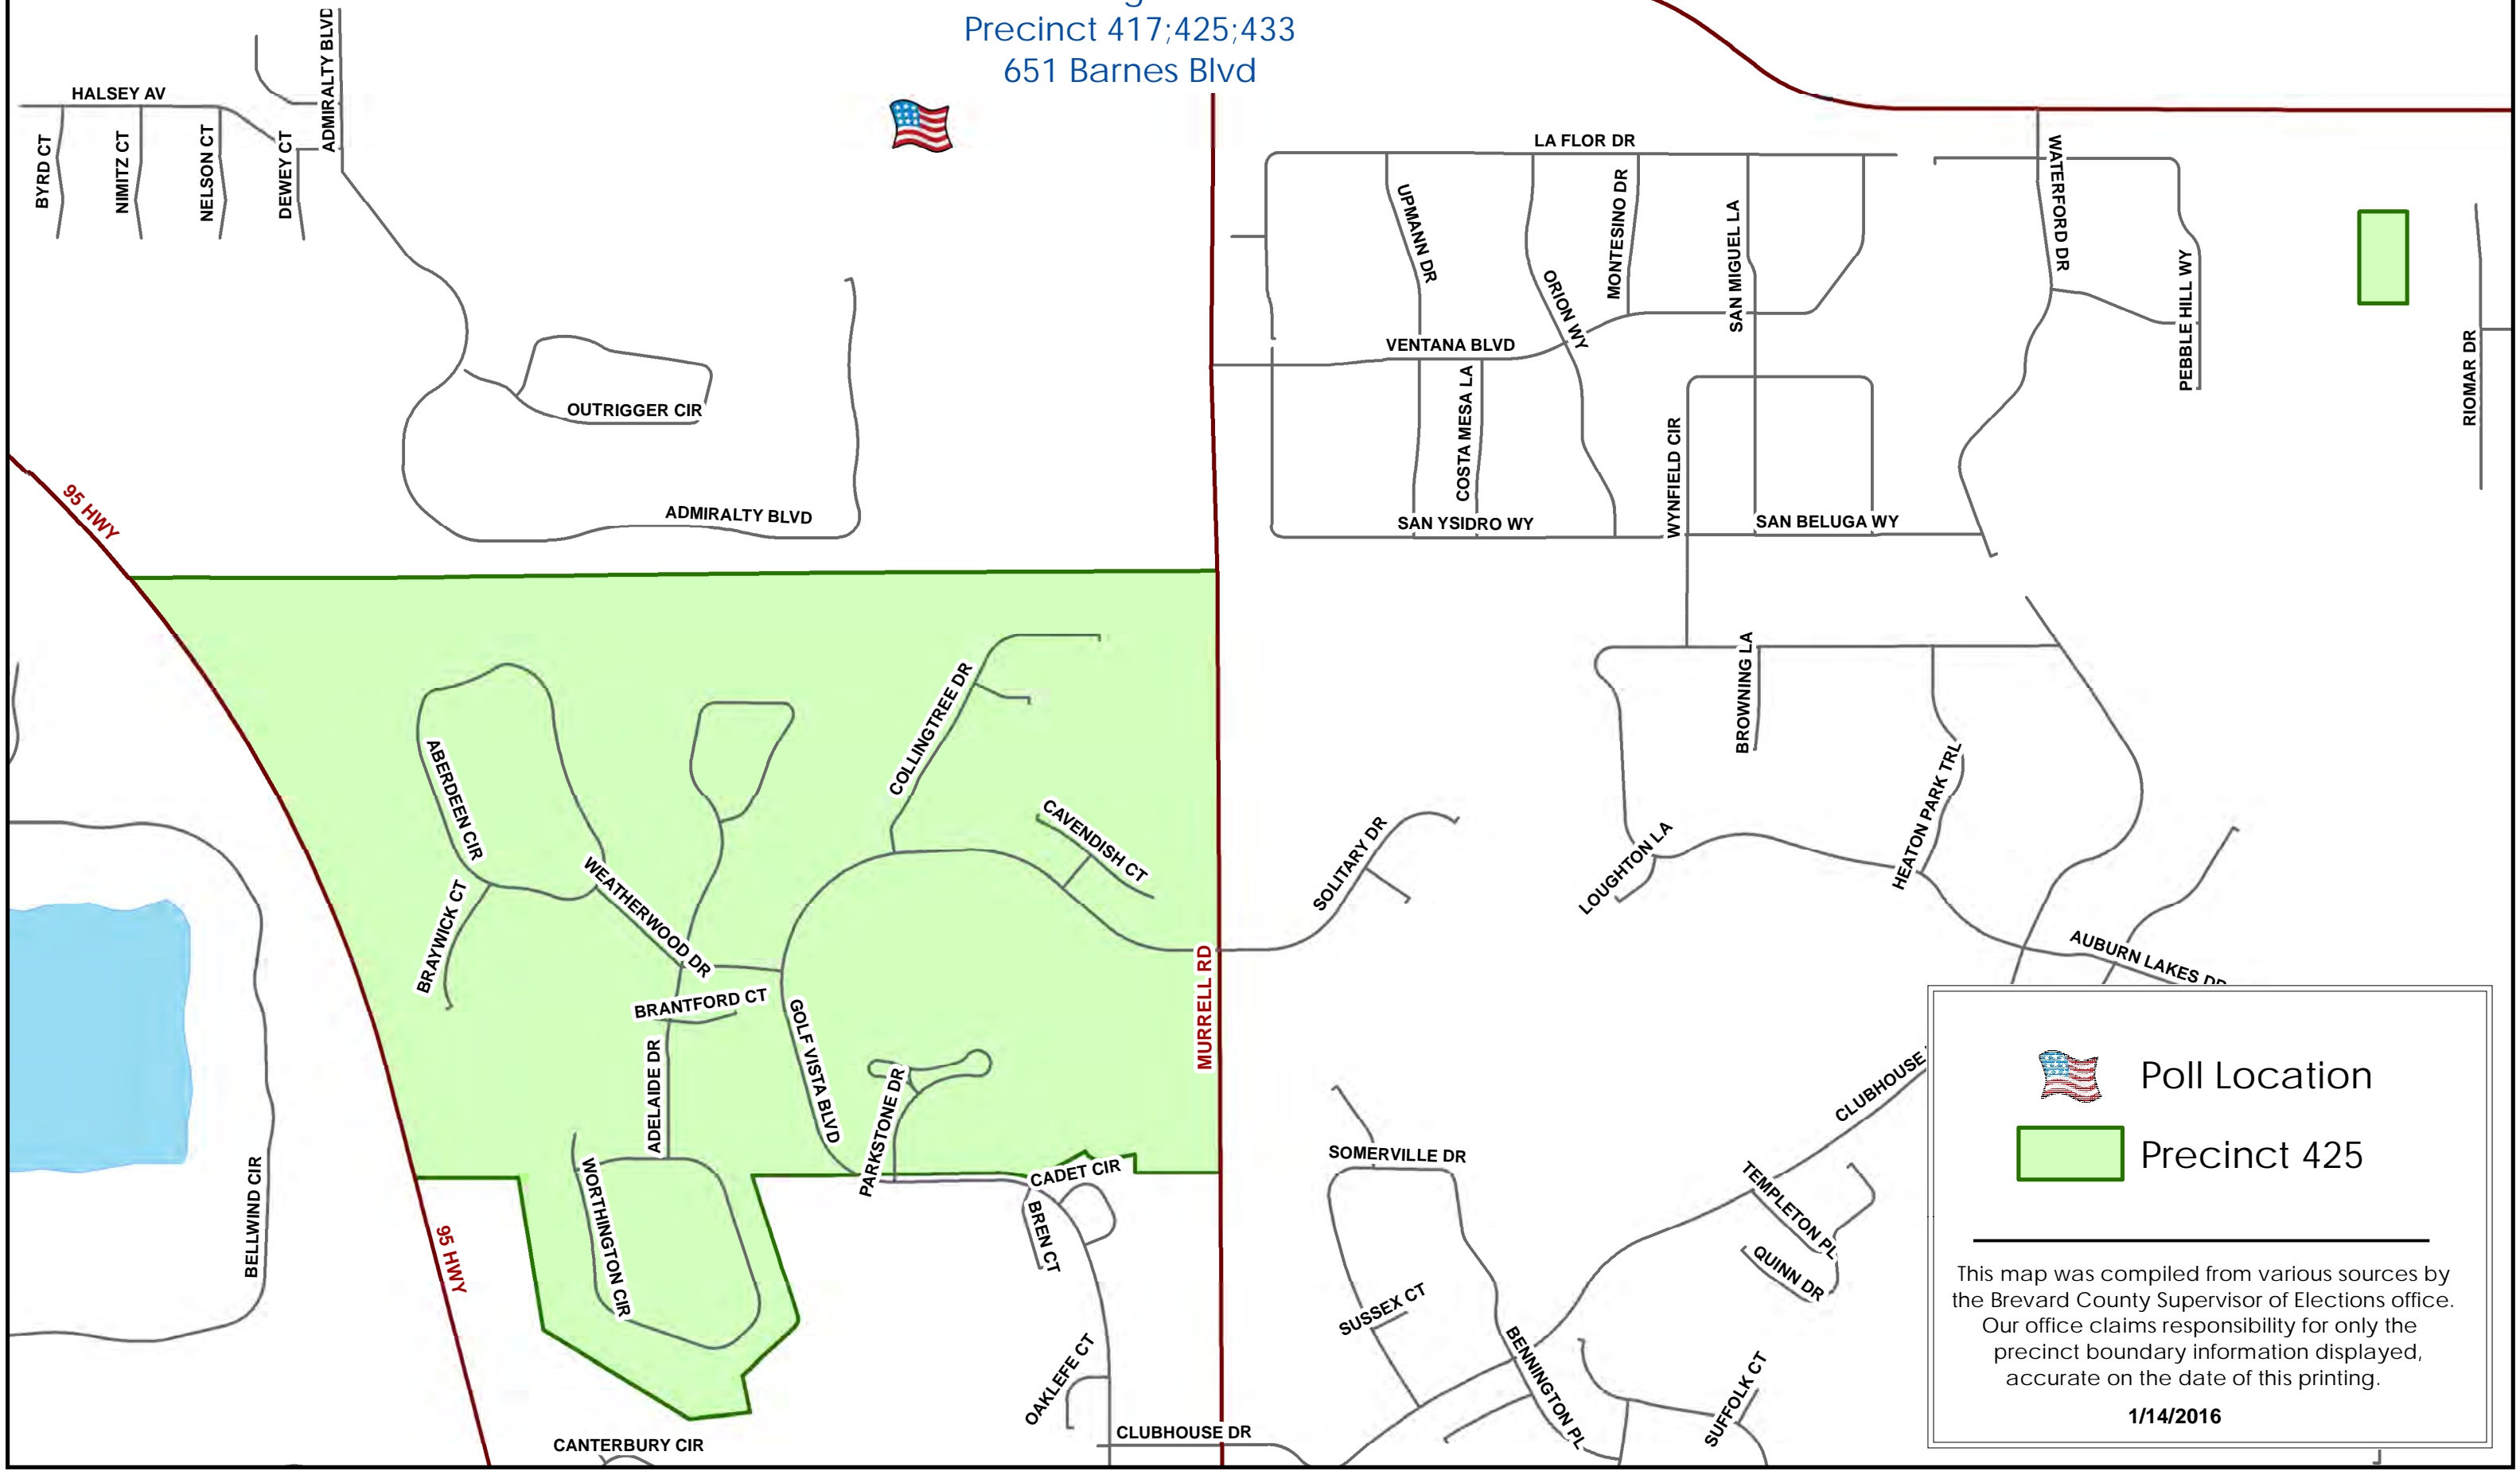 Precinct 417;425;433
651 Barnes Blvd
HALSEY AV
ADMIRALTY BLVD
BYRD CT
NIMITZ CT
NELSON CT
DEWEY CT
LA FLOR DR
UPMANN DR
ORION WY
MONTESINO DR
SAN MIGUEL LA
WATERFORD DR
PEBBLE HILL WY
RIOMAR DR
VENTANA BLVD
COSTA MESA LA
OUTRIGGER CIR
ADMIRALTY BLVD
95 HWY
SAN YSIDRO WY
WYNFIELD CIR
SAN BELUGA WY
BROWNING LA
COLLINGTREE DR
ABERDEEN CIR
CAVENDISH CT
WEATHERWOOD DR
BRAYWICK CT
SOLITARY DR
LOUGHTON LA
HEATON PARK TRL
AUBURN LAKES DR
BRANTFORD CT
GOLF VISTA BLVD
MURRELL RD
ADELAIDE DR
PARKSTONE DR
CADET CIR
BREN CT
WORTHINGTON CIR
BELLWIND CIR
95 HWY
SOMERVILLE DR
CLUBHOUSE
TEMPLETON PL
QUINN DR
SUSSEX CT
BENNINGTON PL
SUFFOLK CT
OAKLEFE CT
CLUBHOUSE DR
CANTERBURY CIR
Poll Location
Precinct 425
This map was compiled from various sources by
the Brevard County Supervisor of Elections office.
Our office claims responsibility for only the
precinct boundary information displayed,
accurate on the date of this printing.
1/14/2016